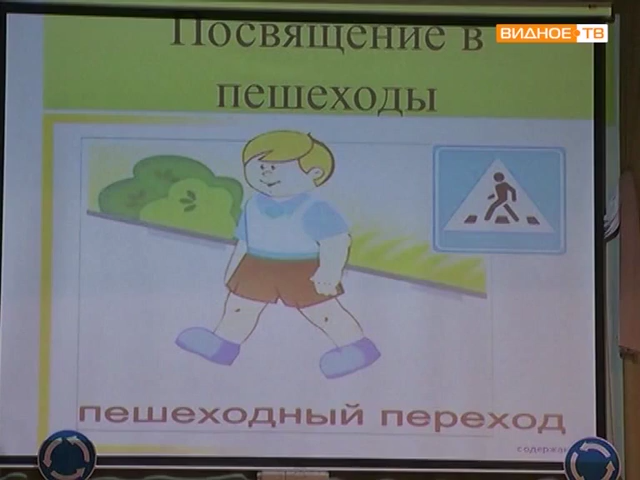 ВИДНОЕ ТВ
Посвящение в
пешеходы
пешеходный переход